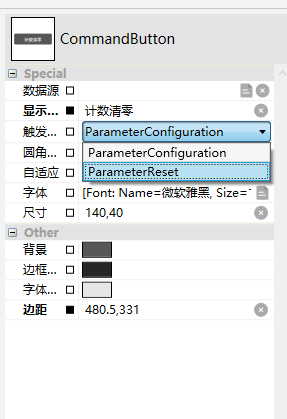 计数清零
CommandButton
Special
数据源
显示...
计数清零
触发...
ParameterConfiguration
圆角...
ParameterConfiguration
自适应
ParameterReset
字体
[Font: Name=微软雅黑, Size=
尺寸
140,40
Other
背景
边框...
字体...
边距
480.5,331